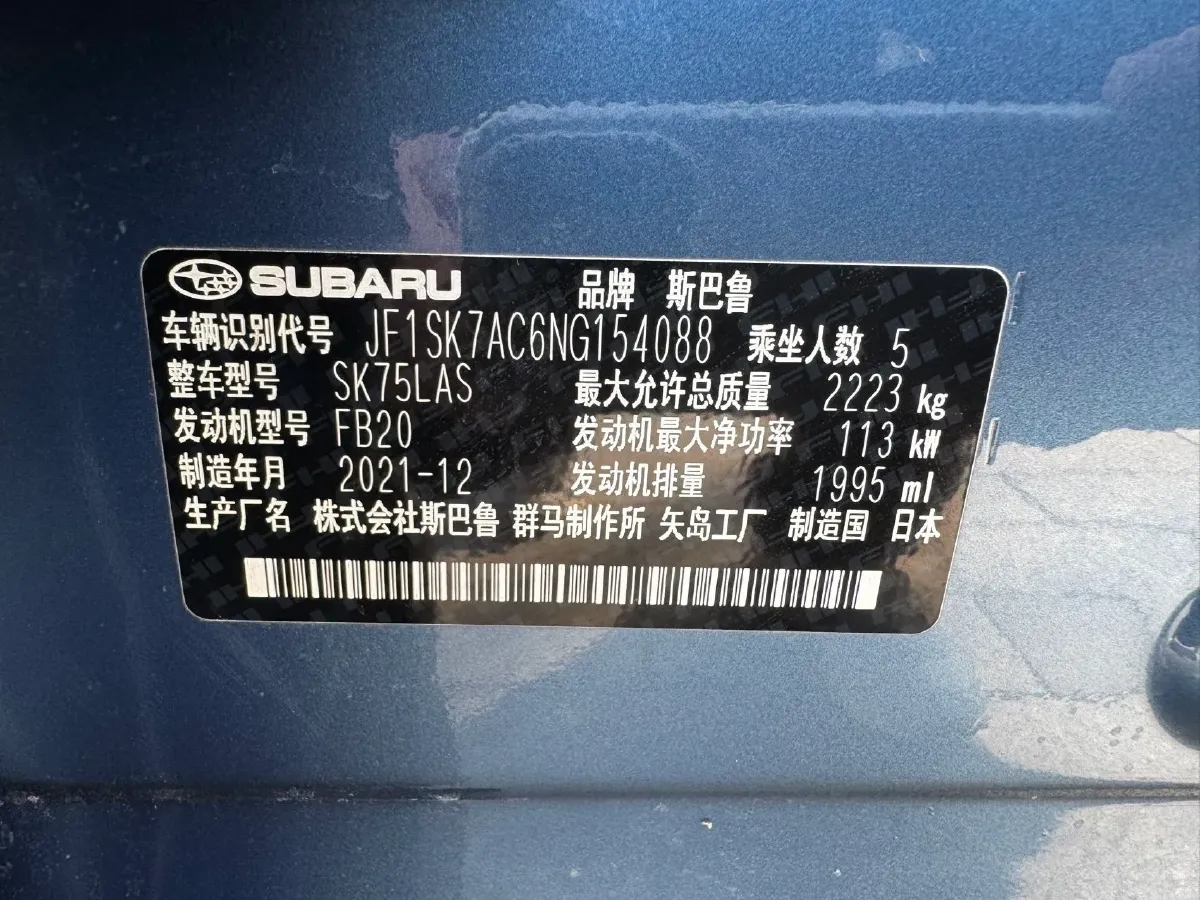 SUBARU 品牌 斯巴鲁
车辆识别代号 JF1SK7AC6NG154088 乘坐人数 5
整车型号 SK75LAS 最大允许总质量 2223 kg
发动机型号 FB20 发动机最大净功率 113 kW
制造年月 2021-12 发动机排量 1995 ml
生产厂名 株式会社斯巴鲁 群马制作所 矢岛工厂 制造国 日本